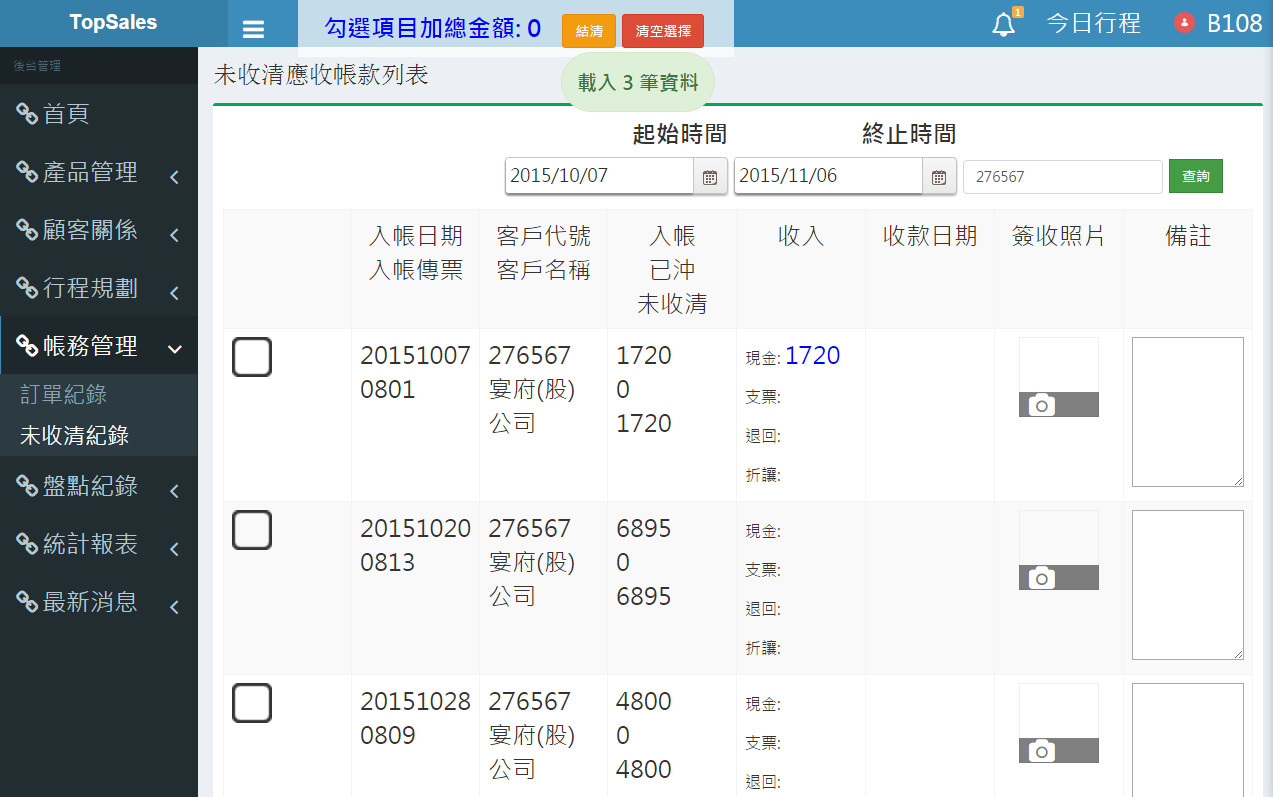 TopSales
勾選項目加總金額: 0
結清
清空選擇
1
今日行程
B108
後台管理
首頁
產品管理
顧客關係
行程規劃
帳務管理
訂單紀錄
未收清紀錄
盤點紀錄
統計報表
最新消息
未收清應收帳款列表
載入 3 筆資料
起始時間
終止時間
2015/10/07
2015/11/06
276567
查詢
入帳日期
入帳傳票
客戶代號
客戶名稱
入帳
已沖
未收清
收入
收款日期
簽收照片
備註
20151007
0801
276567
宴府(股)
公司
1720
0
1720
現金: 1720
支票:
退回:
折讓:
20151020
0813
276567
宴府(股)
公司
6895
0
6895
現金:
支票:
退回:
折讓:
20151028
0809
276567
宴府(股)
公司
4800
0
4800
現金:
支票:
退回: